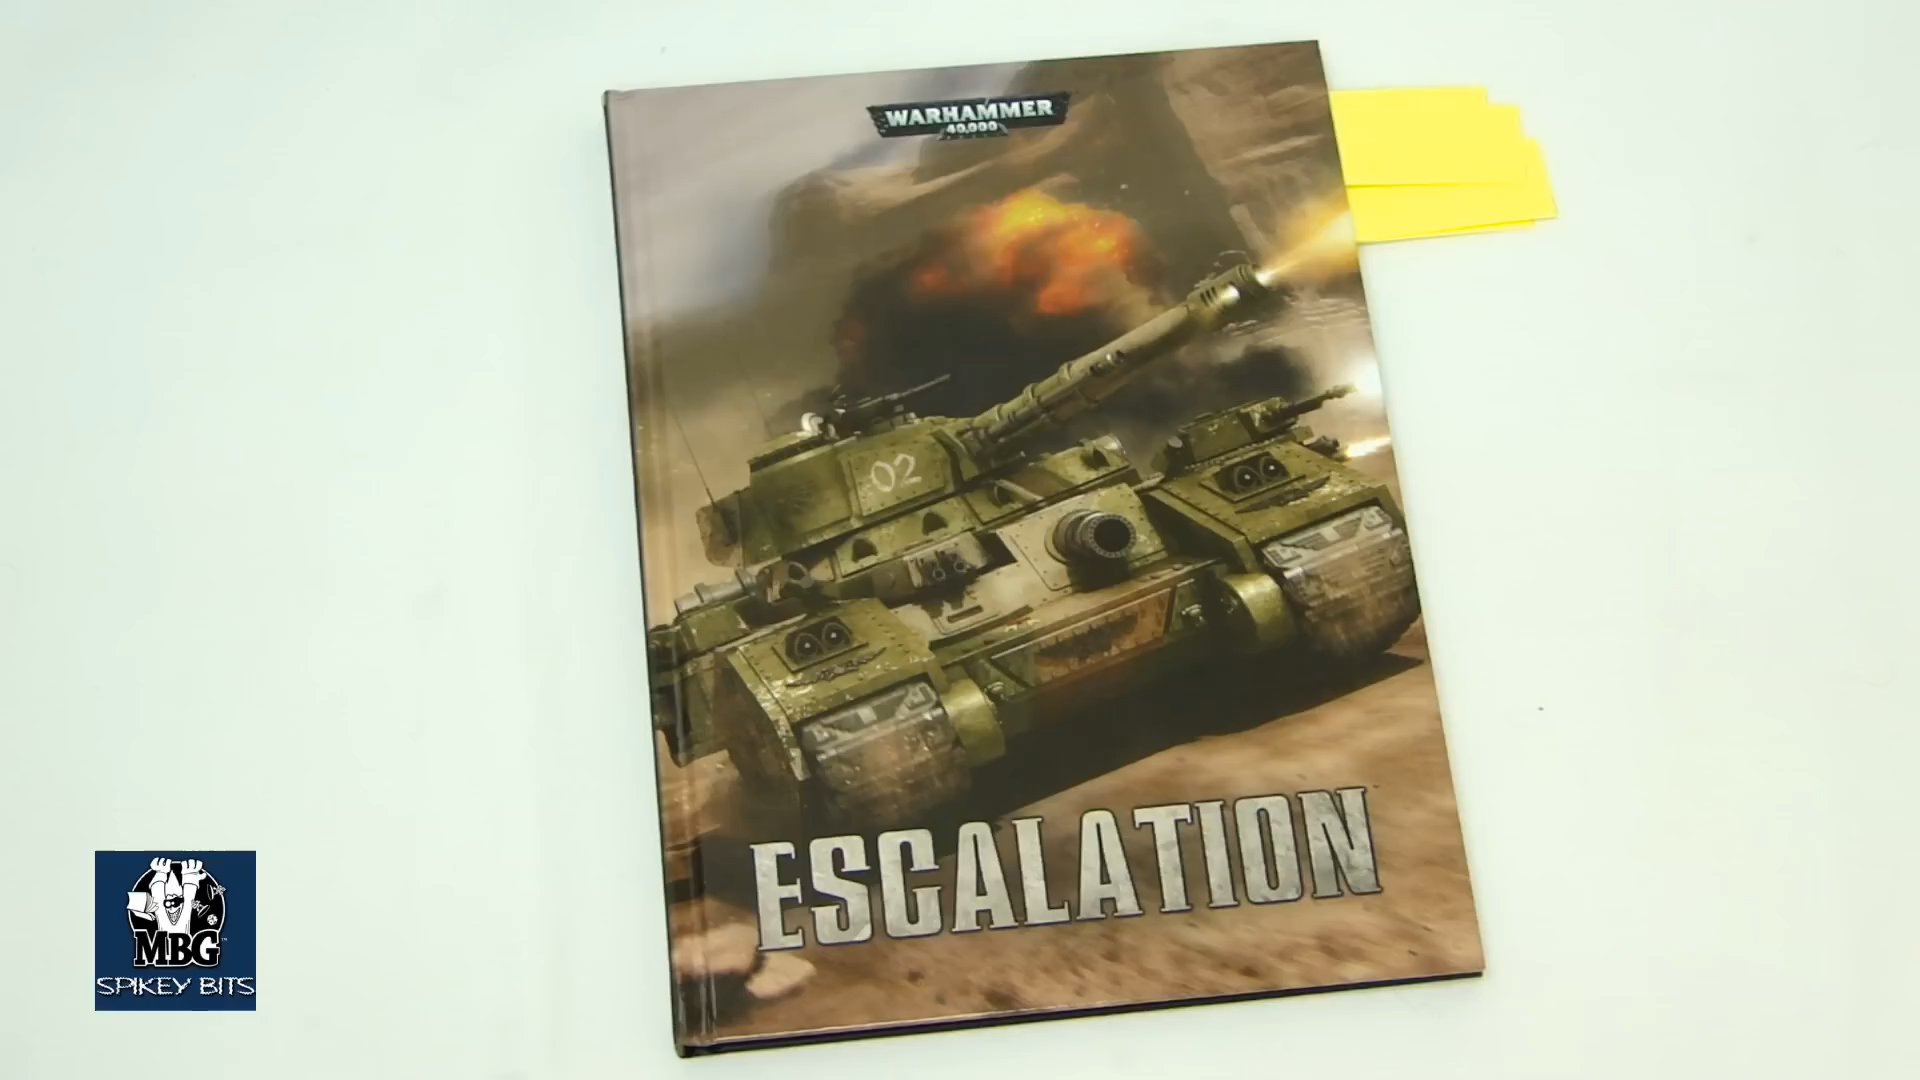 WARHAMMER
40,000
02
ESCALATION
MBG
SPIKEY BITS